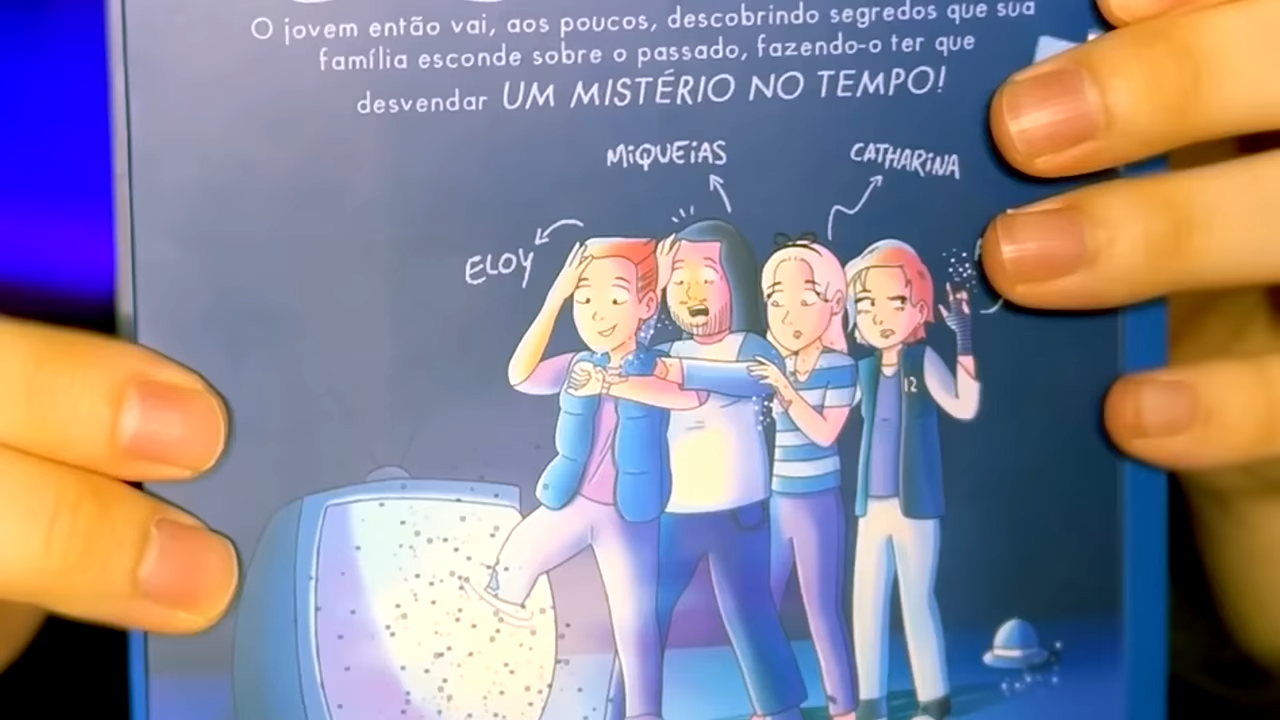 O jovem então vai, aos poucos, descobrindo segredos que sua
família esconde sobre o passado, fazendo-o ter que
desvendar UM MISTÉRIO NO TEMPO!
MiQUEiAS
CATHARiNA
ELOY
12